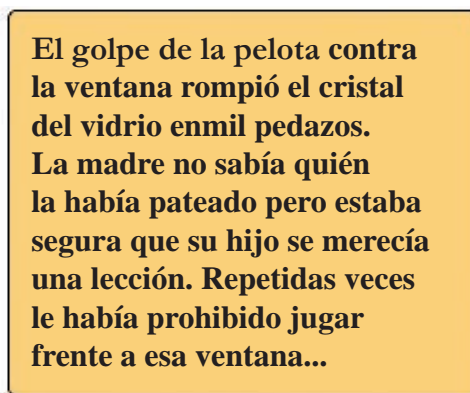 El golpe de la pelota contra
la ventana rompió el cristal
del vidrio enmil pedazos.
La madre no sabía quién
la había pateado pero estaba
segura que su hijo se merecía
una lección. Repetidas veces
le había prohibido jugar
frente a esa ventana...